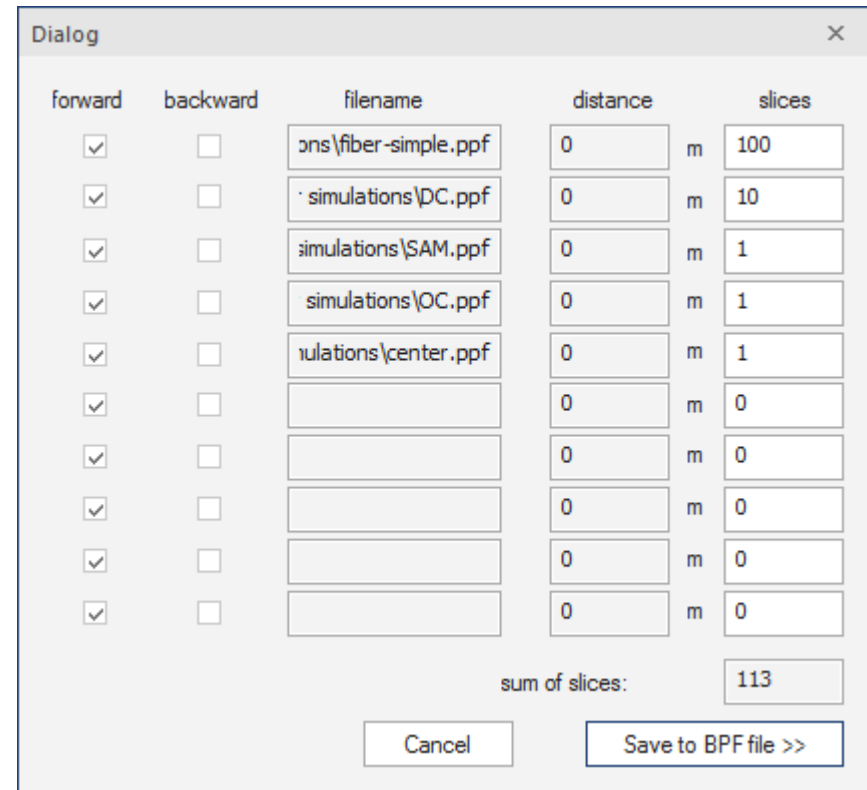 Dialog
forward backward filename distance slices
ons\fiber-simple.ppf 0 m 100
simulations\DC.ppf 0 m 10
simulations\SAM.ppf 0 m 1
simulations\OC.ppf 0 m 1
ulations\center.ppf 0 m 1
0 m 0
0 m 0
0 m 0
0 m 0
0 m 0
sum of slices: 113
Cancel Save to BPF file >>